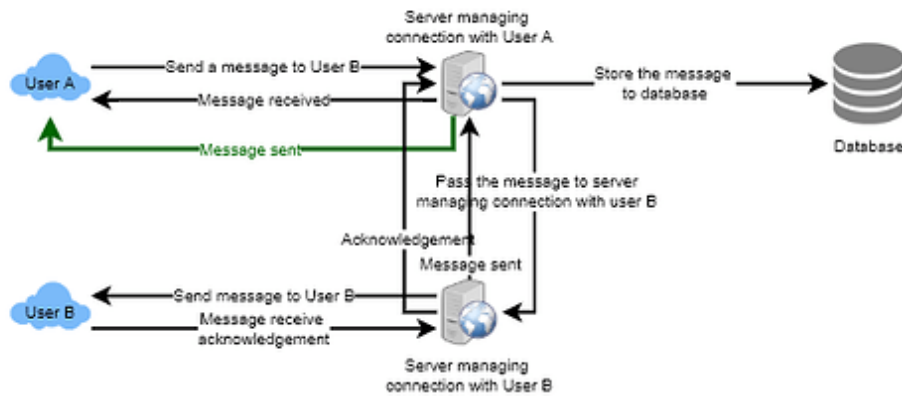 Server managing
connection with User A
User A
Send a message to User B
Message received
Message sent
Store the message
to database
Database
Pass the message to server
managing connection with user B
Acknowledgement
Message sent
User B
Send message to User B
Message receive
acknowledgement
Server managing
connection with User B